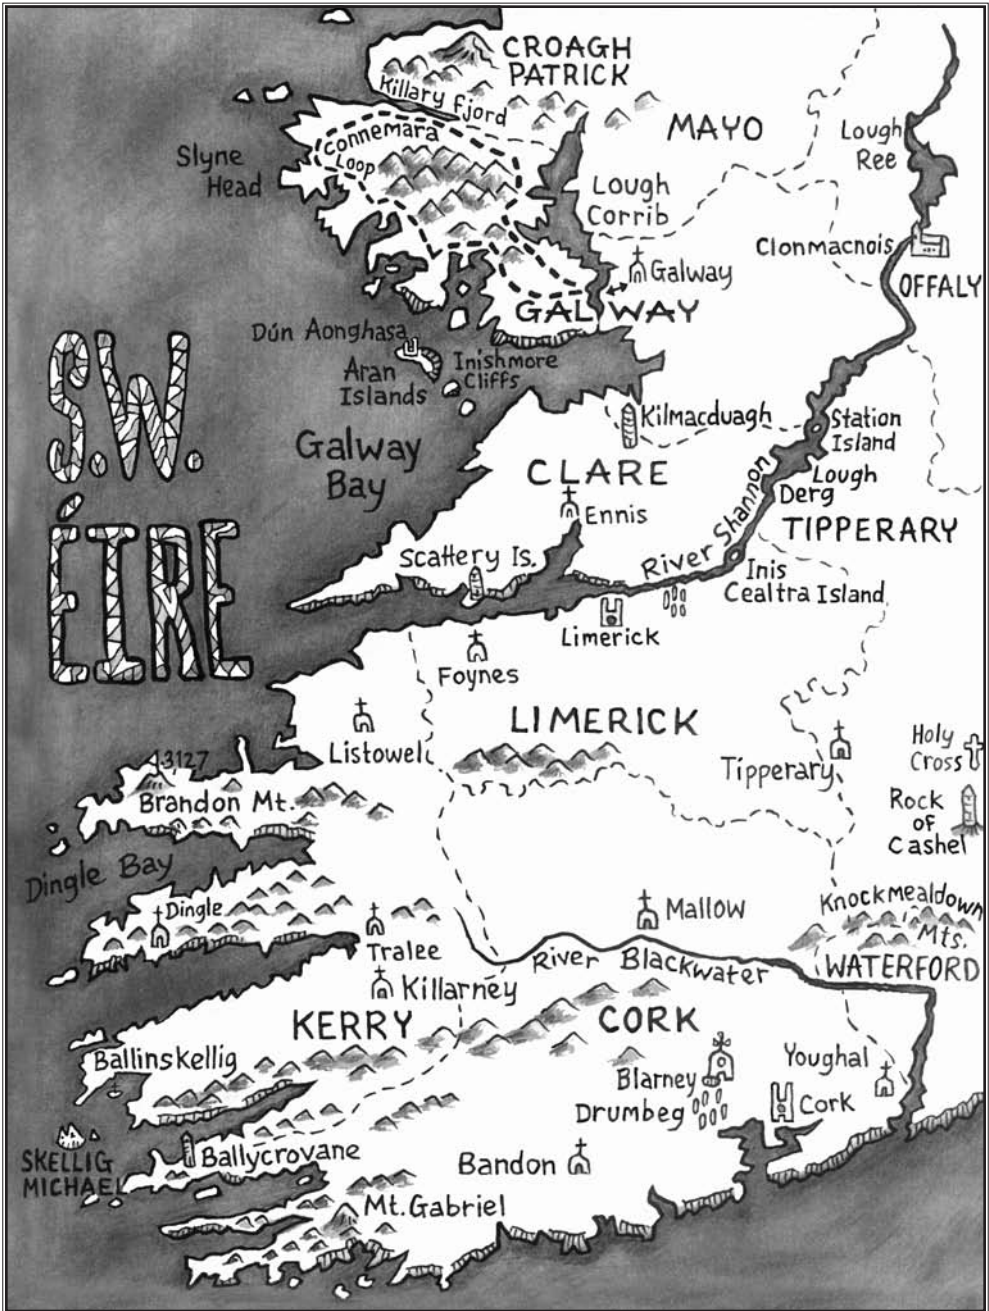 CROAGH
PATRICK
Killary Fjord
MAYO
Connemara
Loop
Slyne
Head
Lough
Ree
Lough
Corrib
Clonmacnois
Galway
OFFALY
GALWAY
Dún Aonghasa
Aran
Islands
Inishmore
Cliffs
S.W.
ÉIRE
Galway
Bay
Kilmacduagh
Station
Island
CLARE
Lough
Derg
Ennis
River Shannon
TIPPERARY
Scattery Is.
Inis
Cealtra Island
Limerick
Foynes
LIMERICK
Listowel
Tipperary
Holy
Cross
3127
Brandon Mt.
Rock
of
Cashel
Dingle Bay
Dingle
Mallow
Knockmealdown
Mts.
Tralee
River Blackwater
WATERFORD
Killarney
KERRY
CORK
Ballinskellig
Youghal
Blarney
Drumbeg
Cork
SKELLIG
MICHAEL
Ballycrovane
Bandon
Mt. Gabriel